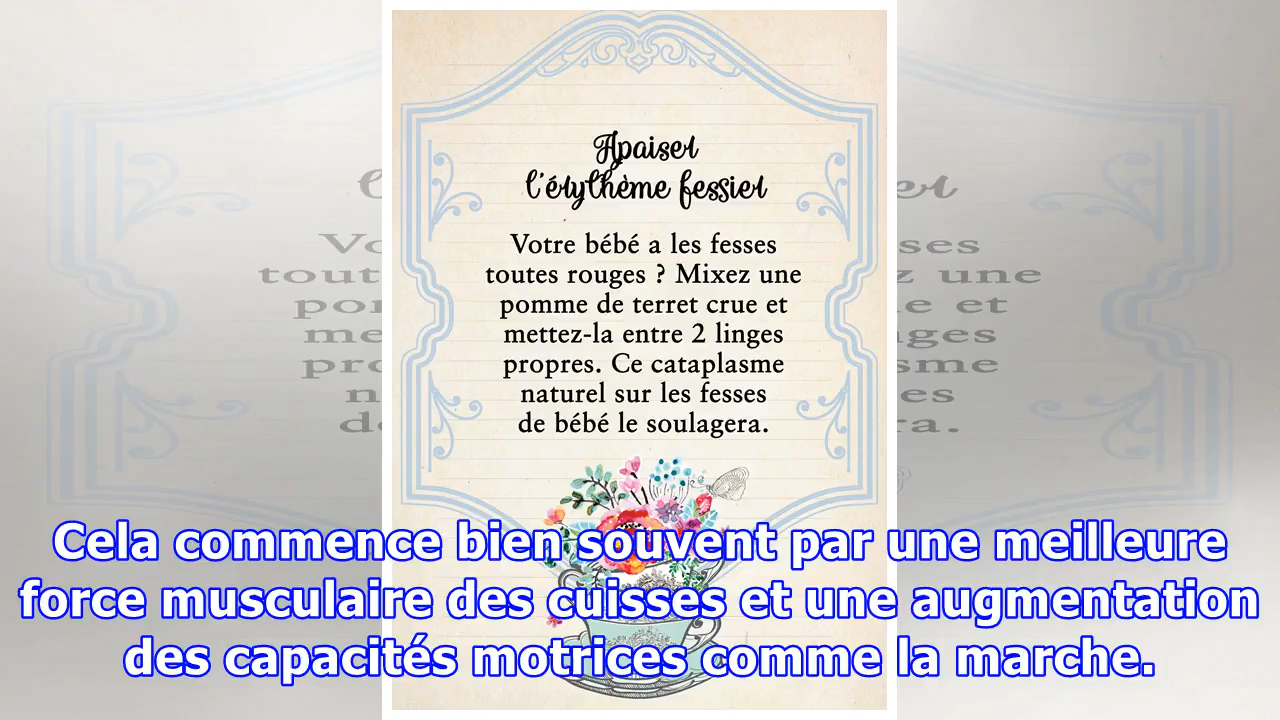 Apaiser
l'érythème fessier
Votre bébé a les fesses
toutes rouges ? Mixez une
pomme de terret crue et
mettez-la entre 2 linges
propres. Ce cataplasme
naturel sur les fesses
de bébé le soulagera.
Cela commence bien souvent par une meilleure
force musculaire des cuisses et une augmentation
des capacités motrices comme la marche.